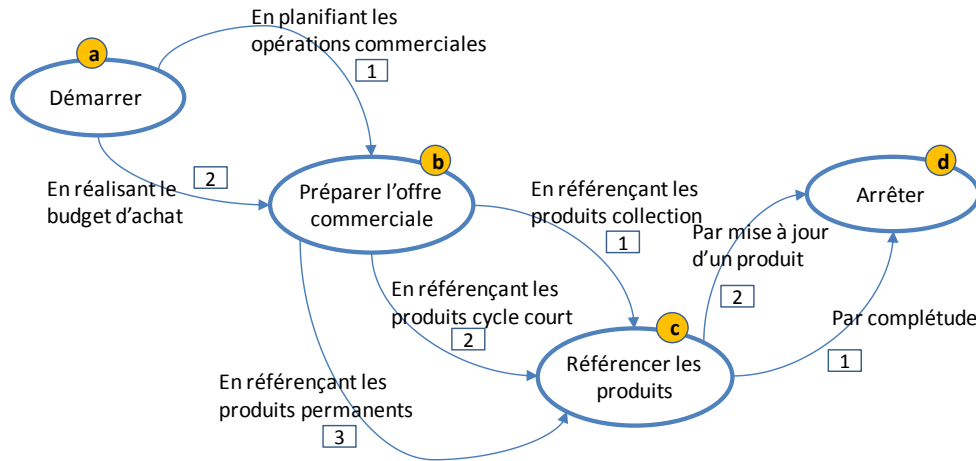 En planifiant les
opérations commerciales
1
a
Démarrer
2
En réalisant le
budget d'achat
b
Préparer l'offre
commerciale
En référençant les
produits collection
1
d
Arrêter
Par mise à jour
d'un produit
2
En référençant les
produits cycle court
2
c
Référencer les
produits
Par complétude
1
En référençant les
produits permanents
3